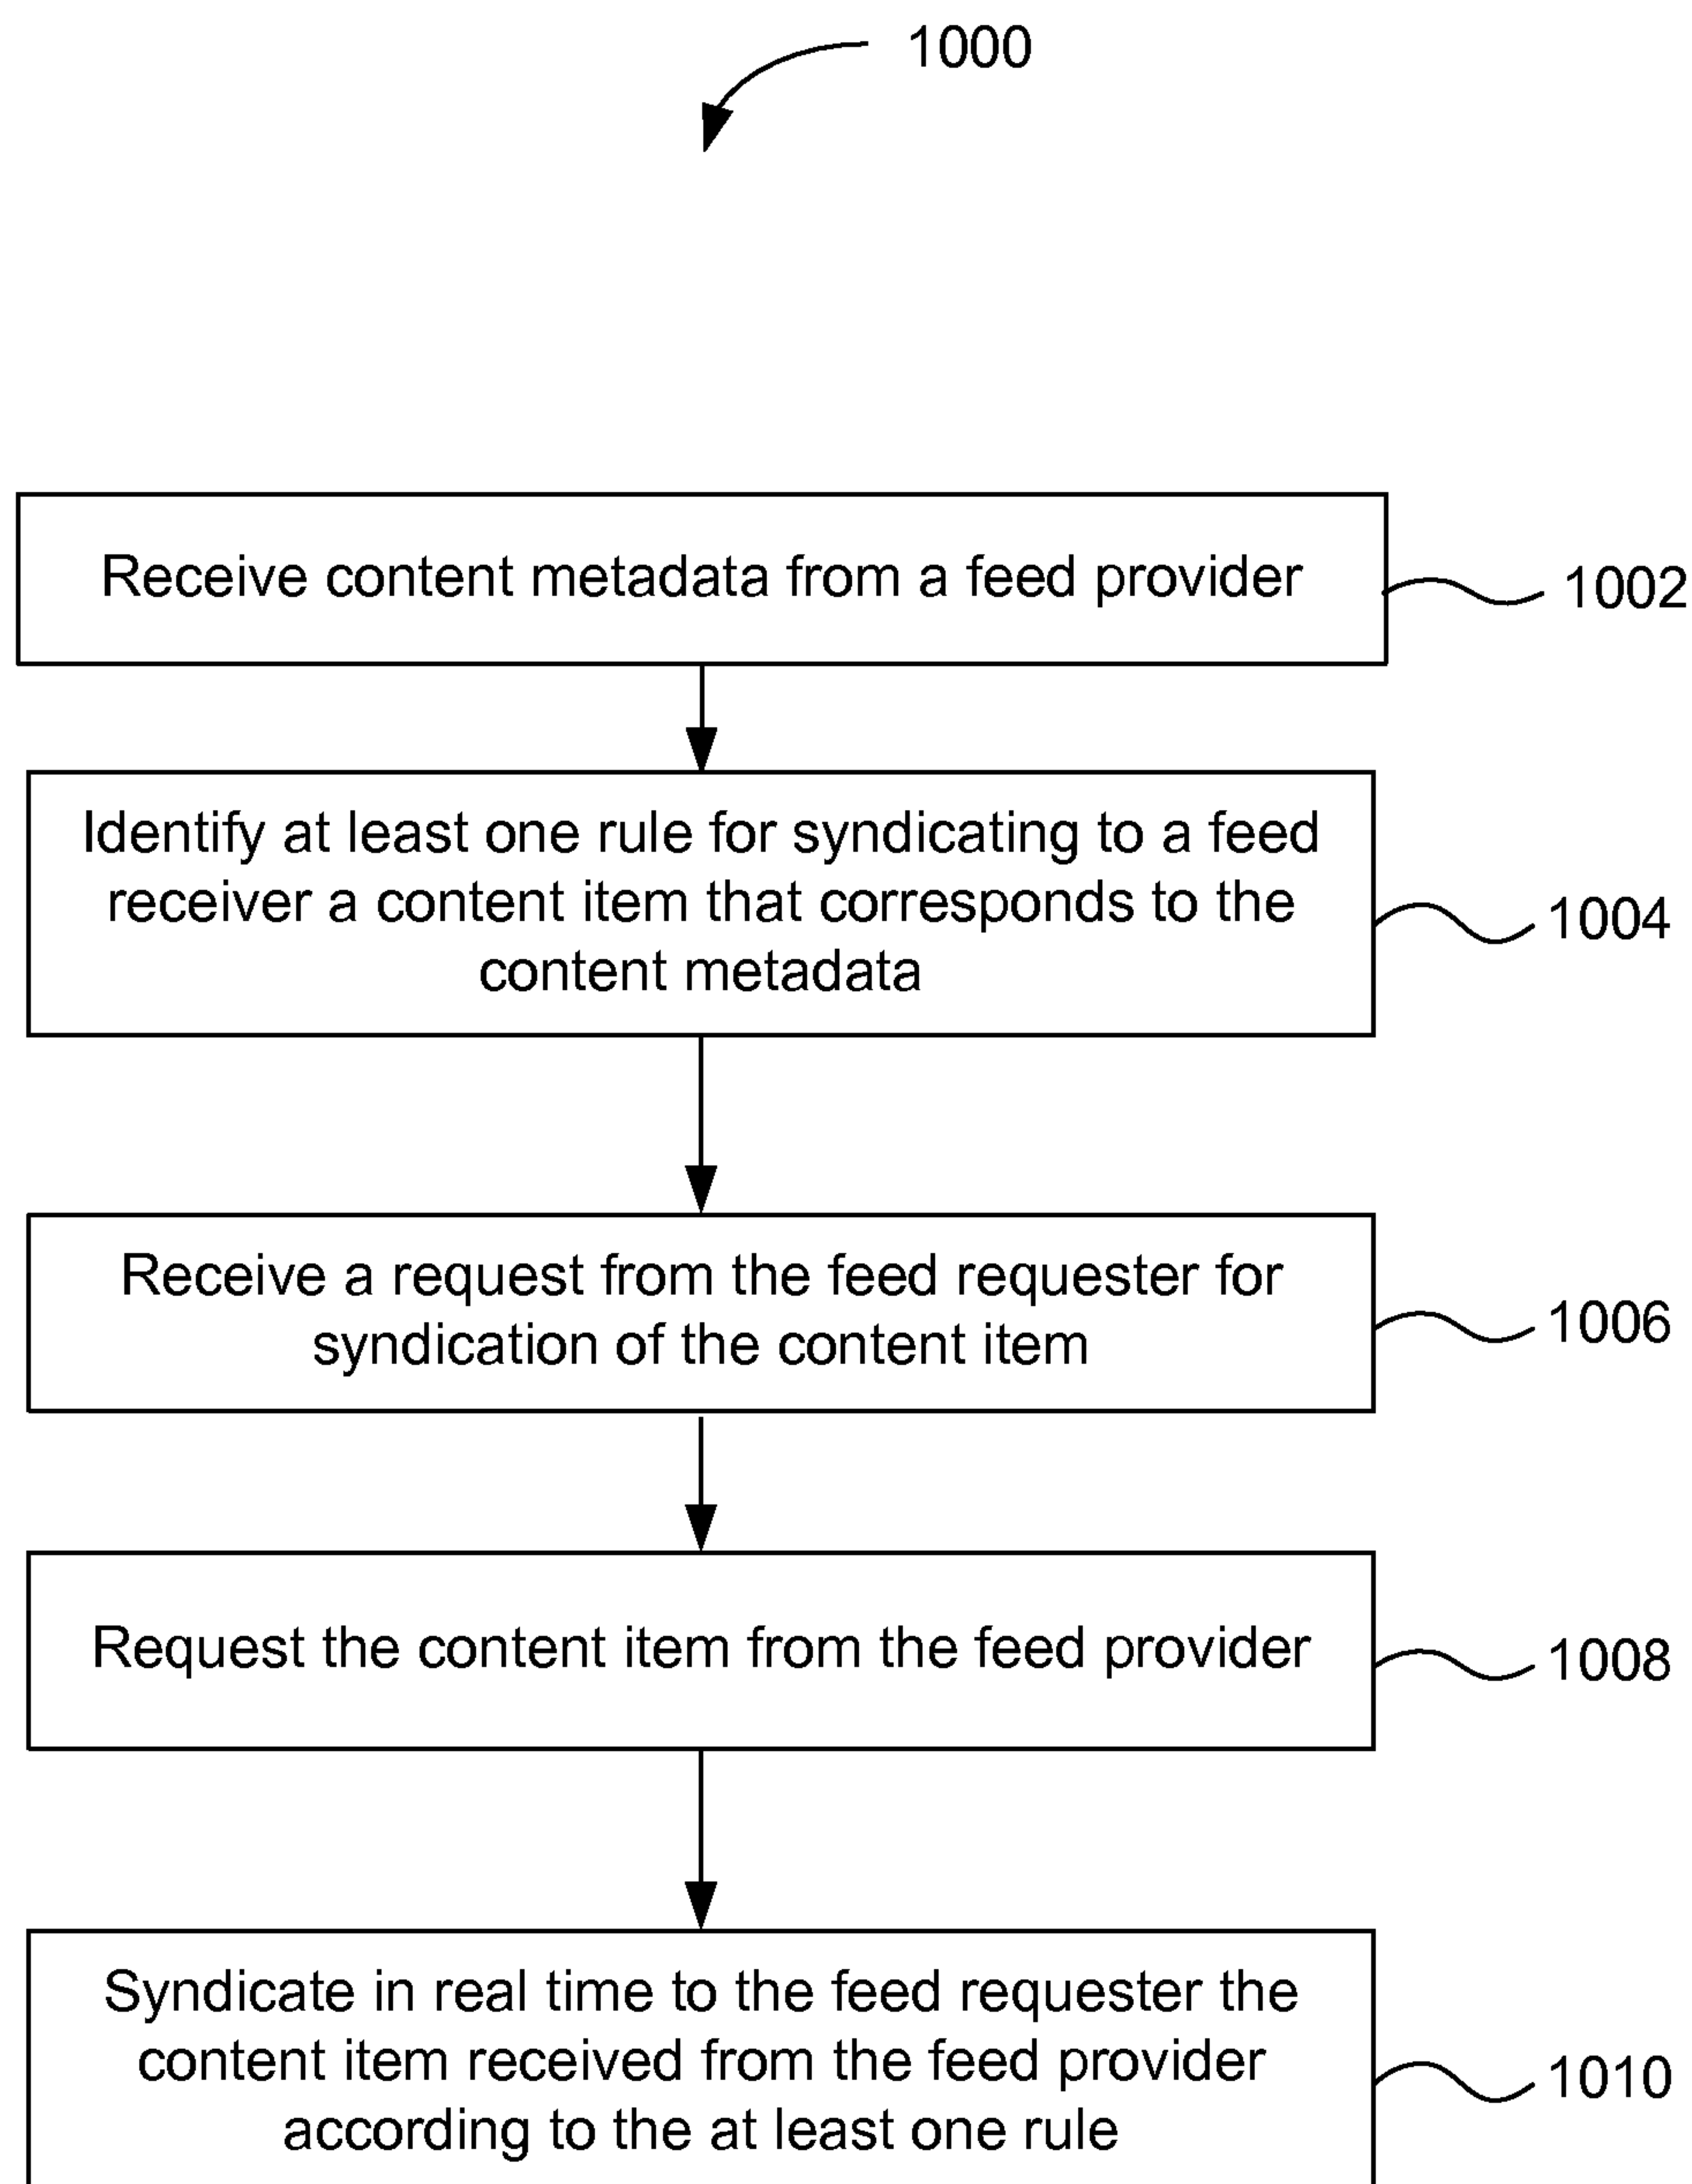 1000
Receive content metadata from a feed provider
1002
Identify at least one rule for syndicating to a feed
receiver a content item that corresponds to the
content metadata
1004
Receive a request from the feed requester for
syndication of the content item
1006
Request the content item from the feed provider
1008
Syndicate in real time to the feed requester the
content item received from the feed provider
according to the at least one rule
1010